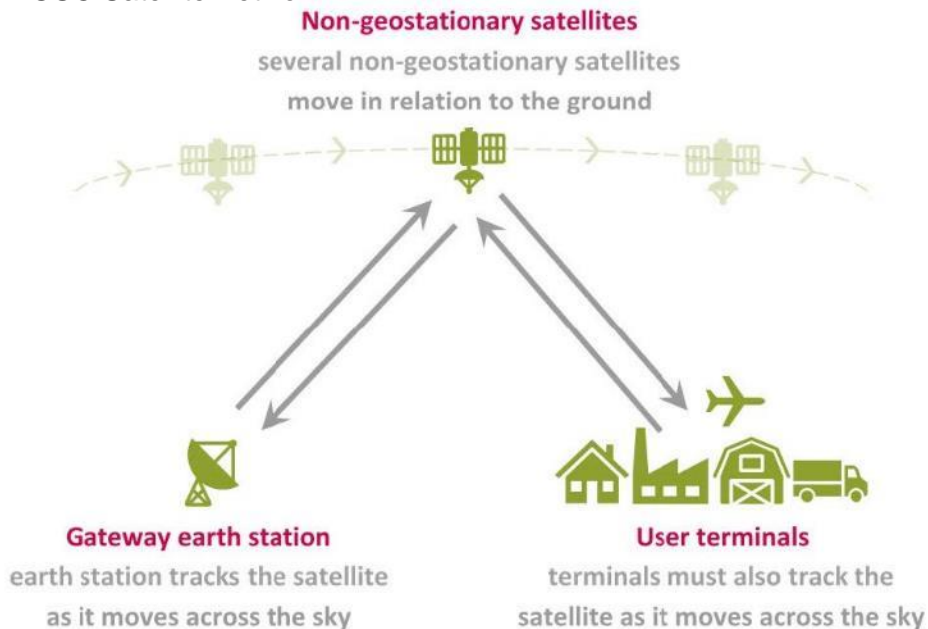 Non-geostationary satellites
several non-geostationary satellites
move in relation to the ground
Gateway earth station
earth station tracks the satellite
as it moves across the sky
User terminals
terminals must also track the
satellite as it moves across the sky